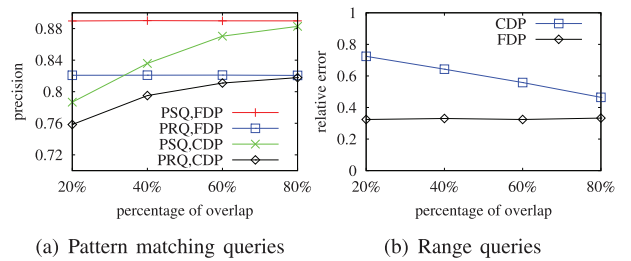 0.88
0.84
0.8
0.76
0.72
precision
PSQ,FDP
PRQ,FDP
PSQ,CDP
PRQ,CDP
20% 40% 60% 80%
percentage of overlap
(a) Pattern matching queries
1
0.8
0.6
0.4
0.2
0
relative error
CDP
FDP
20% 40% 60% 80%
percentage of overlap
(b) Range queries